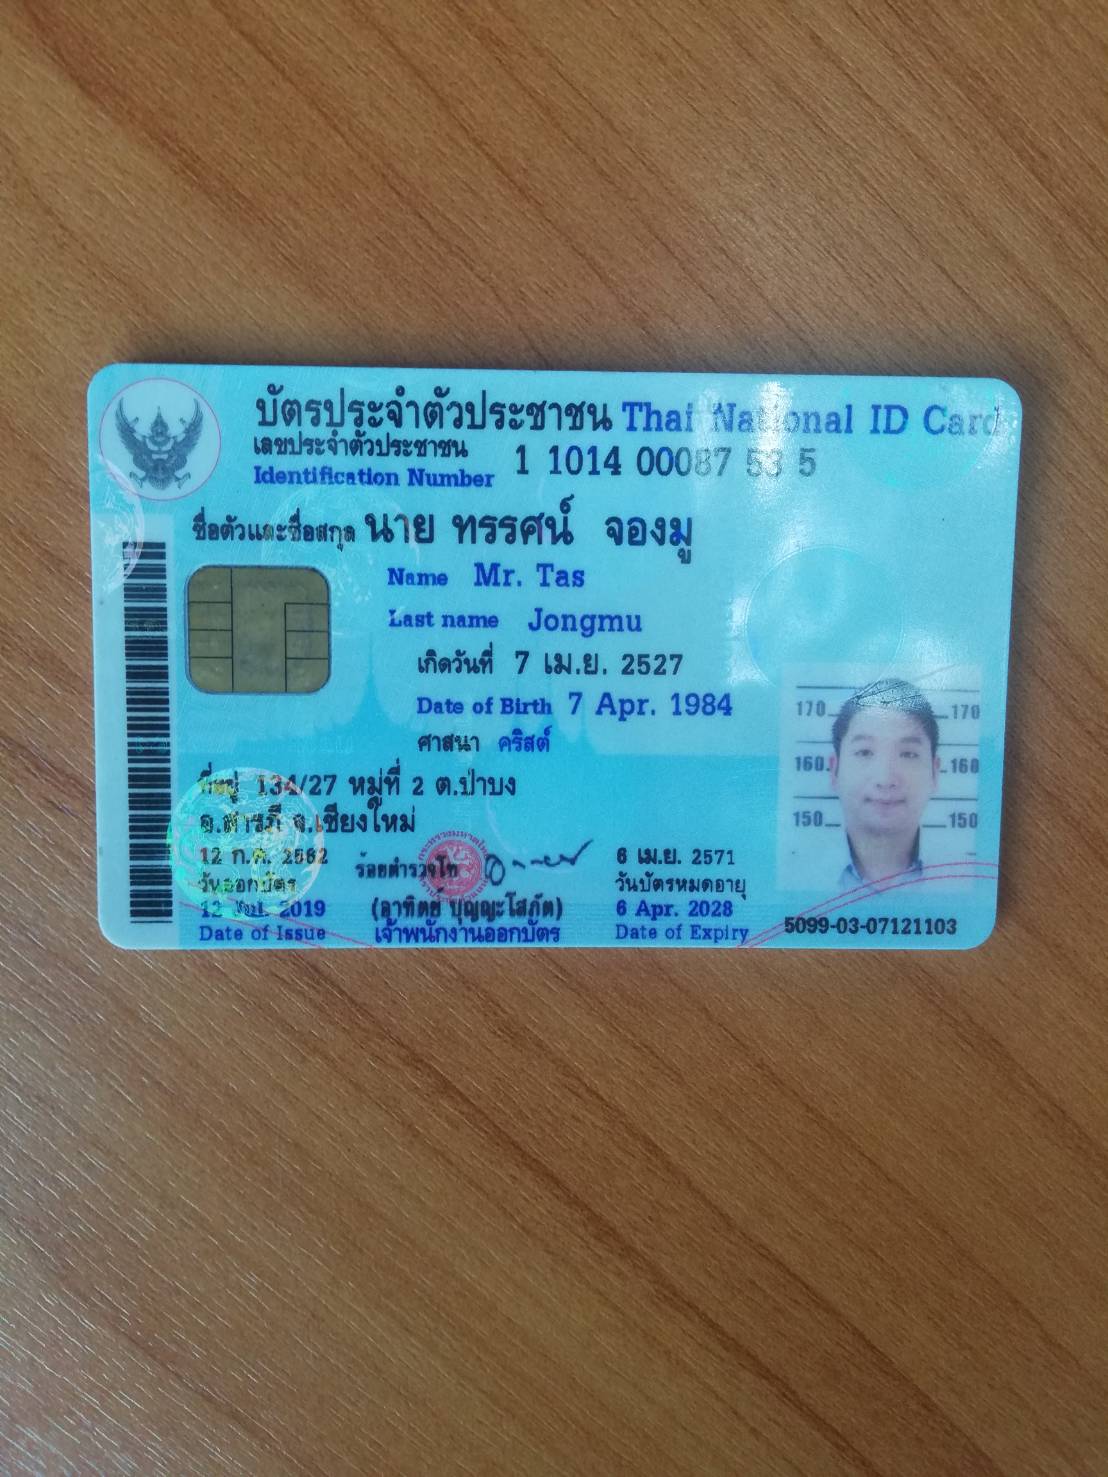 บัตรประจำตัวประชาชน Thai National ID Card
เลขประจำตัวประชาชน
Identification Number 1 1014 00087 53 5
ชื่อตัวและชื่อสกุล นาย ทรรศน์ จองมู
Name Mr. Tas
Last name Jongmu
เกิดวันที่ 7 เม.ย. 2527
Date of Birth 7 Apr. 1984
ศาสนา คริสต์
ที่อยู่ 134/27 หมู่ที่ 2 ต.ป่าบง
อ.สารภี จ.เชียงใหม่
170 170
160 160
150 150
12 ก.ค. 2562
วันออกบัตร
12 Jul. 2019
Date of Issue
ร้อยตำรวจโท
(อาทิตย์ บุญญะโสภัต)
เจ้าพนักงานออกบัตร
6 เม.ย. 2571
วันบัตรหมดอายุ
6 Apr. 2028
Date of Expiry
5099-03-07121103